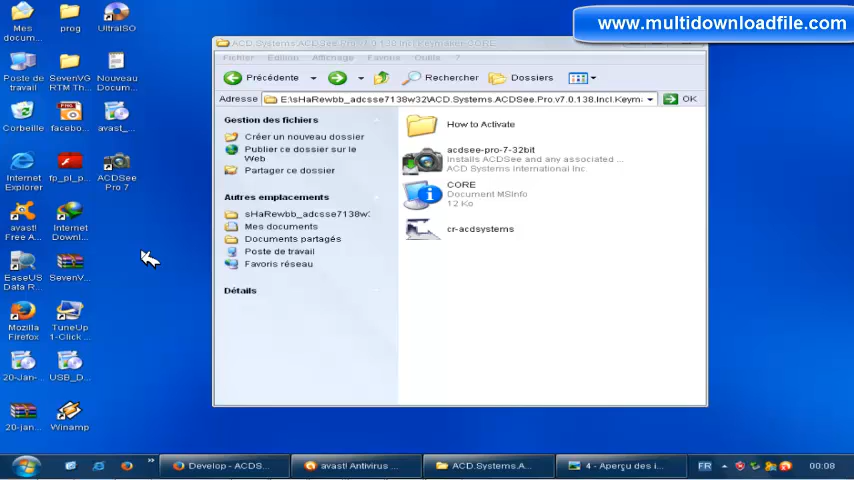 www.multidownloadfile.com
Mes
docum...
prog
UltraISO
Poste de
travail
SevenVG
RTM Th...
Nouveau
Docum...
Corbeille
facebo...
avast_...
Internet
Explorer
fp_pl_p...
ACDSee
Pro 7
avast!
Free A...
Internet
Downl...
EaseUS
Data R...
SevenV...
Mozilla
Firefox
TuneUp
1-Click ...
20-Jan-...
USB_D...
20-jan...
Winamp
ACD.Systems.ACDSee.Pro.v7.0.138.Incl.Keymaker-CORE
Fichier Edition Affichage Favoris Outils ?
Précédente Rechercher Dossiers
Adresse E:\sHaRewbb_adcsse7138w32\ACD.Systems.ACDSee.Pro.v7.0.138.Incl.Keym: OK
Gestion des fichiers
Créer un nouveau dossier
Publier ce dossier sur le
Web
Partager ce dossier
Autres emplacements
sHaRewbb_adcsse7138w:
Mes documents
Documents partagés
Poste de travail
Favoris réseau
Détails
How to Activate
acdsee-pro-7-32bit
Installs ACDSee and any associated ...
ACD Systems International Inc.
CORE
Document MSInfo
12 Ko
cr-acdsystems
» Develop - ACDS... avast! Antivirus ... ACD.Systems.A... 4 - Aperçu des i... FR 00:08